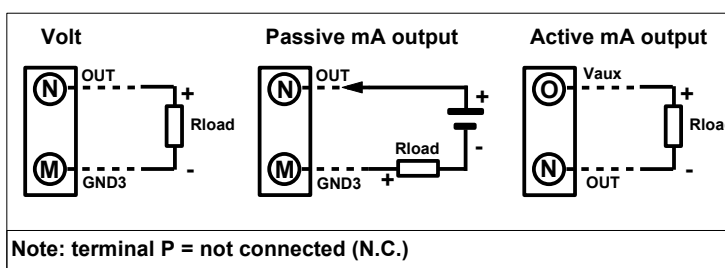 Volt
N
OUT
+
Rload
-
M
GND3
Passive mA output
N
OUT
+
-
Rload
+
M
GND3
Active mA output
O
Vaux
+
-
N
OUT
Note: terminal P = not connected (N.C.)